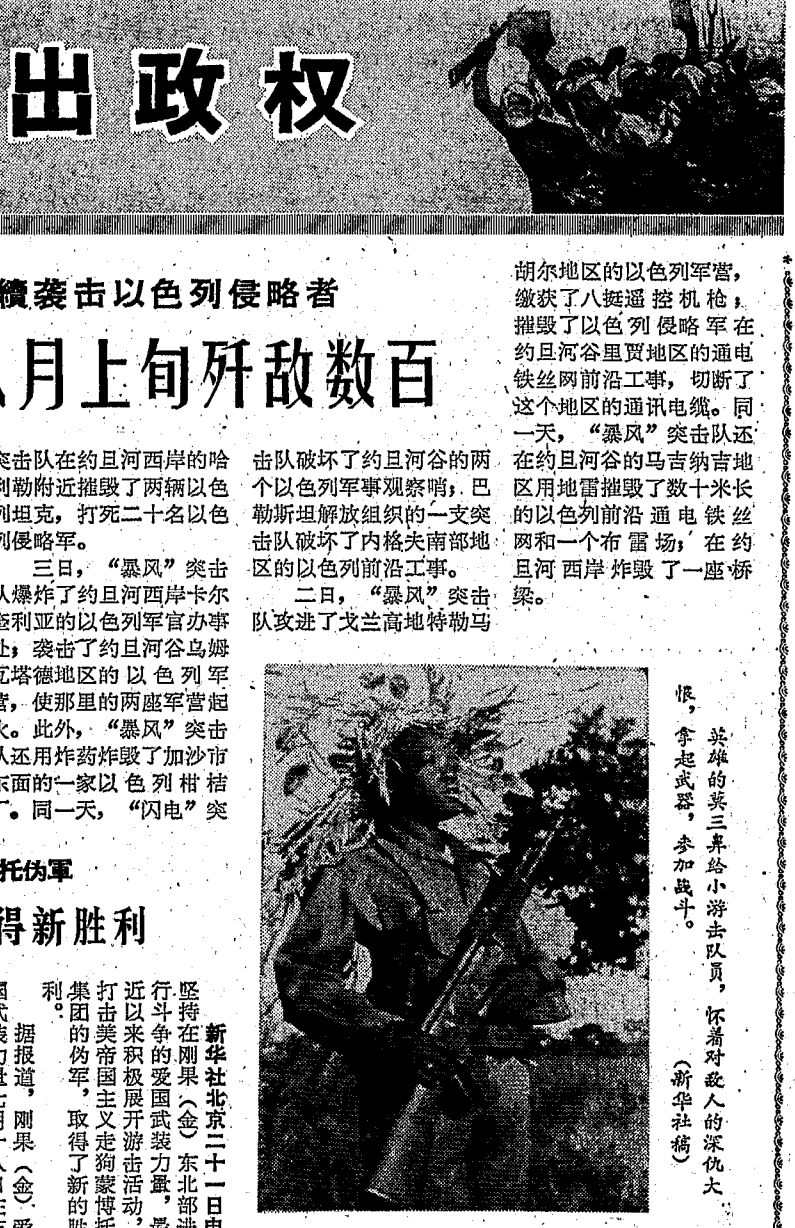 出政权
續袭击以色列侵略者
月上旬歼敌数百
突击队在约旦河西岸的哈
利勒附近摧毁了两辆以色
列坦克，打死二十名以色
列侵略军。
三日，“暴风”突击
队爆炸了约旦河西岸卡尔
奎利亚的以色列军官办事
处；袭击了约旦河谷乌姆
瓦塔德地区的以色列军
营，使那里的两座军营起
火。此外，“暴风”突击
队还用炸药炸毁了加沙市
东面的一家以色列柑桔
厂。同一天，“闪电”突
击队破坏了约旦河谷的两
个以色列军事观察哨；巴
勒斯坦解放组织的一支突
击队破坏了内格夫南部地
区的以色列前沿工事。
二日，“暴风”突击
队攻进了戈兰高地特勒马
胡尔地区的以色列军营，
缴获了八挺遥控机枪；
摧毁了以色列侵略军在
约旦河谷里贾地区的通电
铁丝网前沿工事，切断了
这个地区的通讯电缆。同
一天，“暴风”突击队还
在约旦河谷的马吉纳吉地
区用地雷摧毁了数十米长
的以色列前沿通电铁丝
网和一个布雷场；在约
旦河西岸炸毁了一座桥
梁。
英雄的莫三鼻给小游击队员，怀着对敌人的深仇大
恨，拿起武器，参加战斗。
（新华社稿）
托伪軍
得新胜利
新华社北京二十一日电
坚持在刚果（金）东北部进
行斗争的爱国武装力量，最
近以来积极展开游击活动，
打击美帝国主义走狗蒙博托
集团的伪军，取得了新的胜
利。
据报道，刚果（金）爱